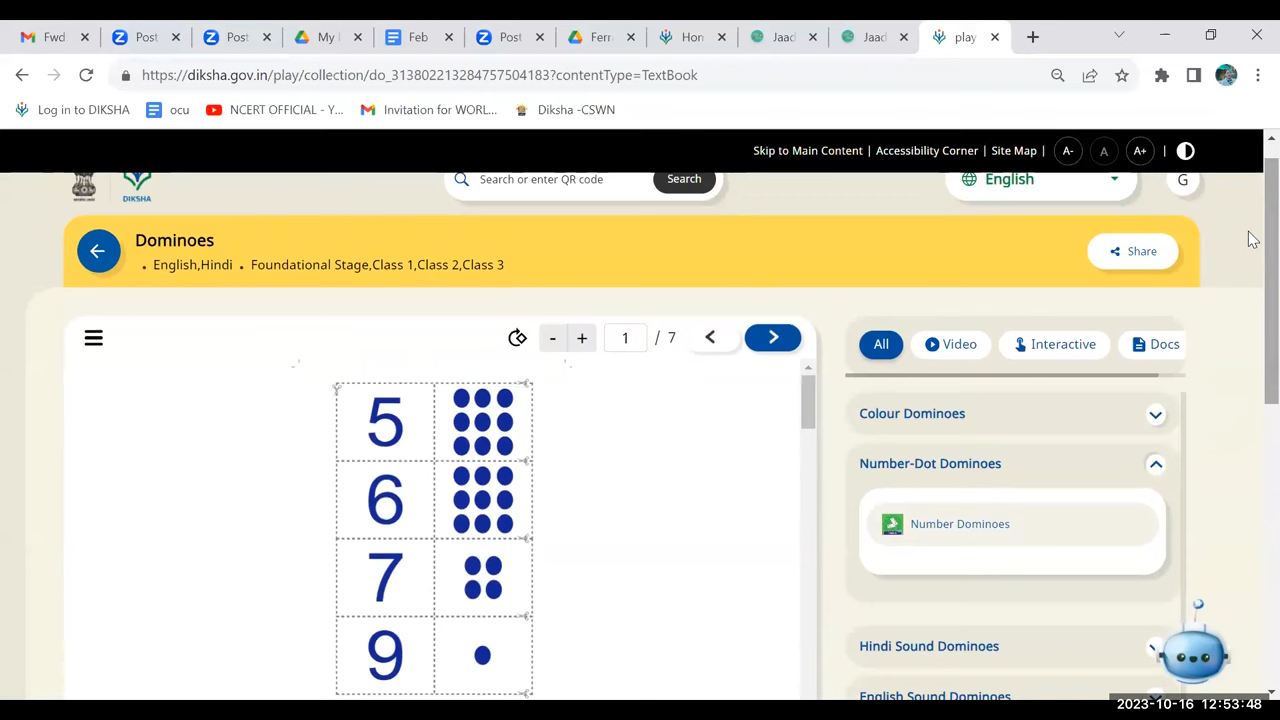 Fwd
Post
Post
My
Feb
Post
Ferr
Hor
Jaad
Jaad
play
https://diksha.gov.in/play/collection/do_313802213284757504183?contentType=TextBook
Log in to DIKSHA
ocu
NCERT OFFICIAL - Y...
Invitation for WORL...
Diksha -CSWN
Skip to Main Content | Accessibility Corner | Site Map | A- A A+ |
DIKSHA
Search or enter QR code
Search
English
G
Dominoes
• English,Hindi • Foundational Stage,Class 1,Class 2,Class 3
Share
- + 1 / 7
All
Video
Interactive
Docs
5
6
7
9
Colour Dominoes
Number-Dot Dominoes
Number Dominoes
Hindi Sound Dominoes
English Sound Dominoes
2023-10-16 12:53:48